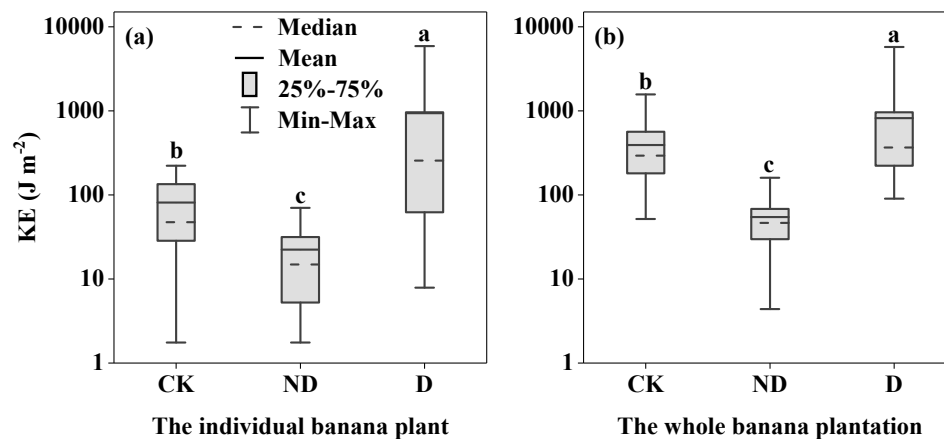 KE (J m⁻²)
10000
1000
100
10
1
(a)
Median
Mean
25%-75%
Min-Max
b
c
a
CK
ND
D
The individual banana plant
10000
1000
100
10
1
(b)
b
c
a
CK
ND
D
The whole banana plantation